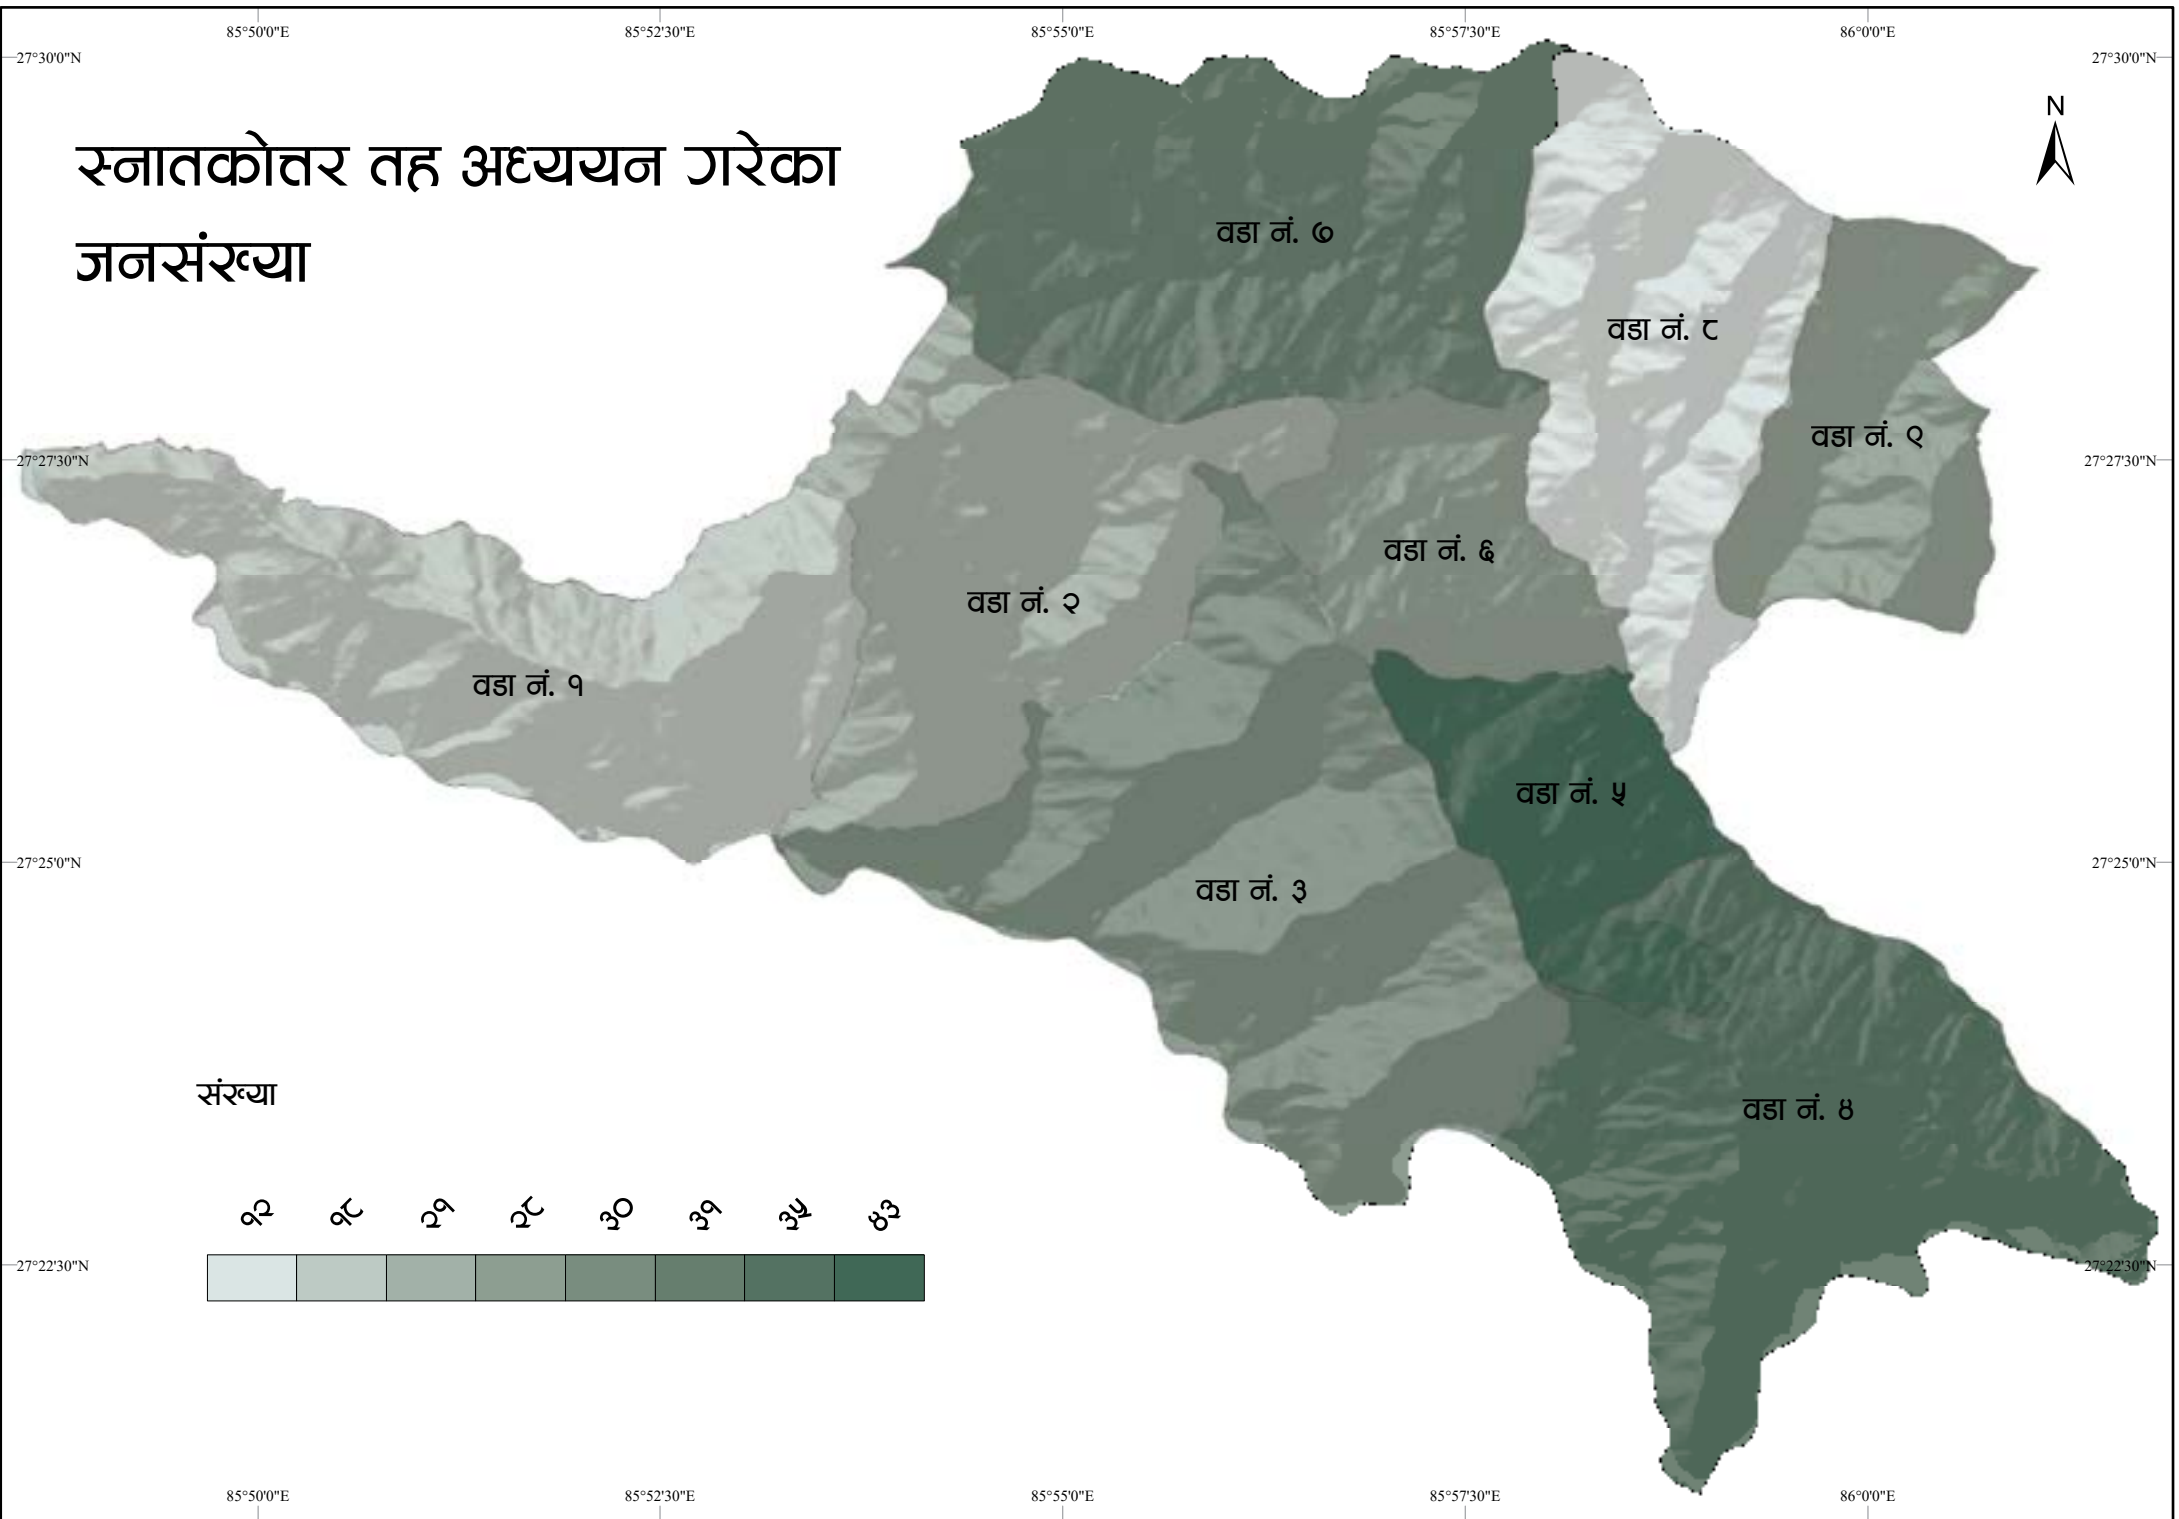 85°50'0"E 85°52'30"E 85°55'0"E 85°57'30"E 86°0'0"E
27°30'0"N 27°30'0"N
N
स्नातकोत्तर तह अध्ययन गरेका
जनसंख्या
वडा नं. ७
वडा नं. ८
वडा नं. ९
27°27'30"N 27°27'30"N
वडा नं. ६
वडा नं. २
वडा नं. १
वडा नं. ५
27°25'0"N 27°25'0"N
वडा नं. ३
वडा नं. ४
संख्या
१२ १८ २१ २८ ३० ३१ ३५ ४३
27°22'30"N 27°22'30"N
85°50'0"E 85°52'30"E 85°55'0"E 85°57'30"E 86°0'0"E